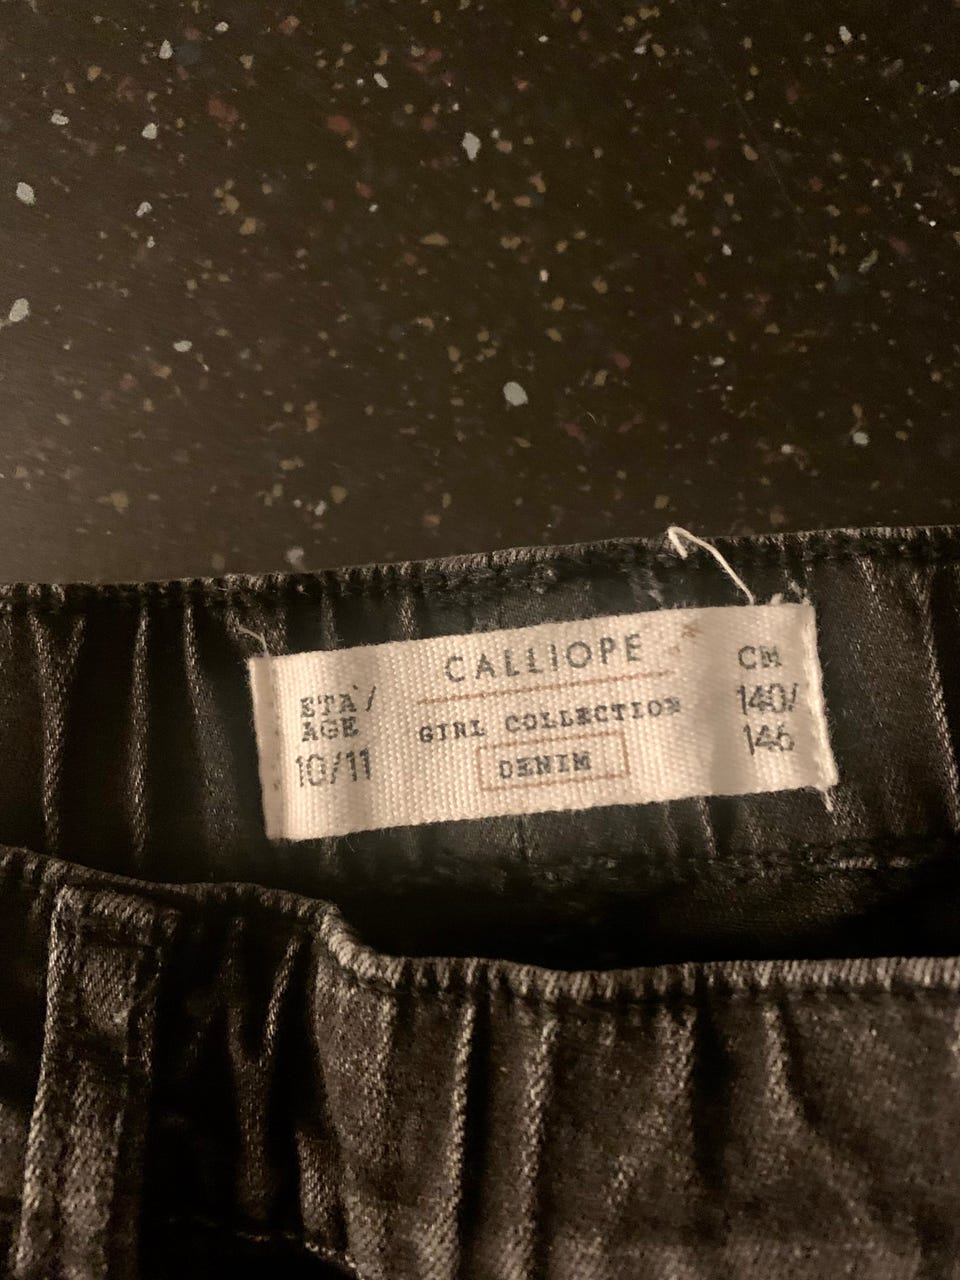 CALLIOPE
GIRL COLLECTION
DENIM
ETA'/
AGE
10/11
CM
140/
146